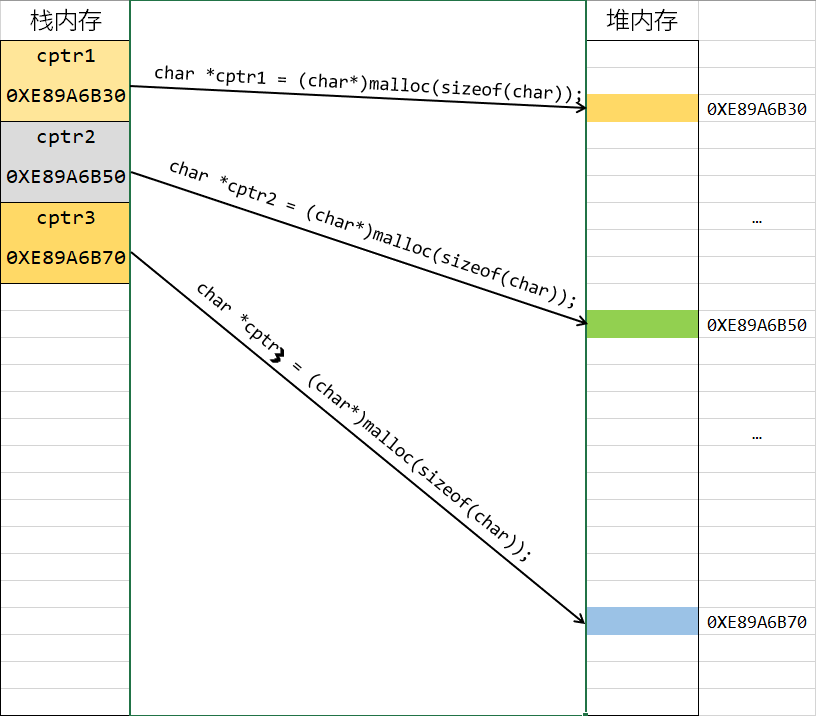 栈内存
堆内存
cptr1
0XE89A6B30
char *cptr1 = (char*)malloc(sizeof(char));
0XE89A6B30
cptr2
0XE89A6B50
char *cptr2 = (char*)malloc(sizeof(char));
…
cptr3
0XE89A6B70
char *cptr3 = (char*)malloc(sizeof(char));
0XE89A6B50
…
0XE89A6B70